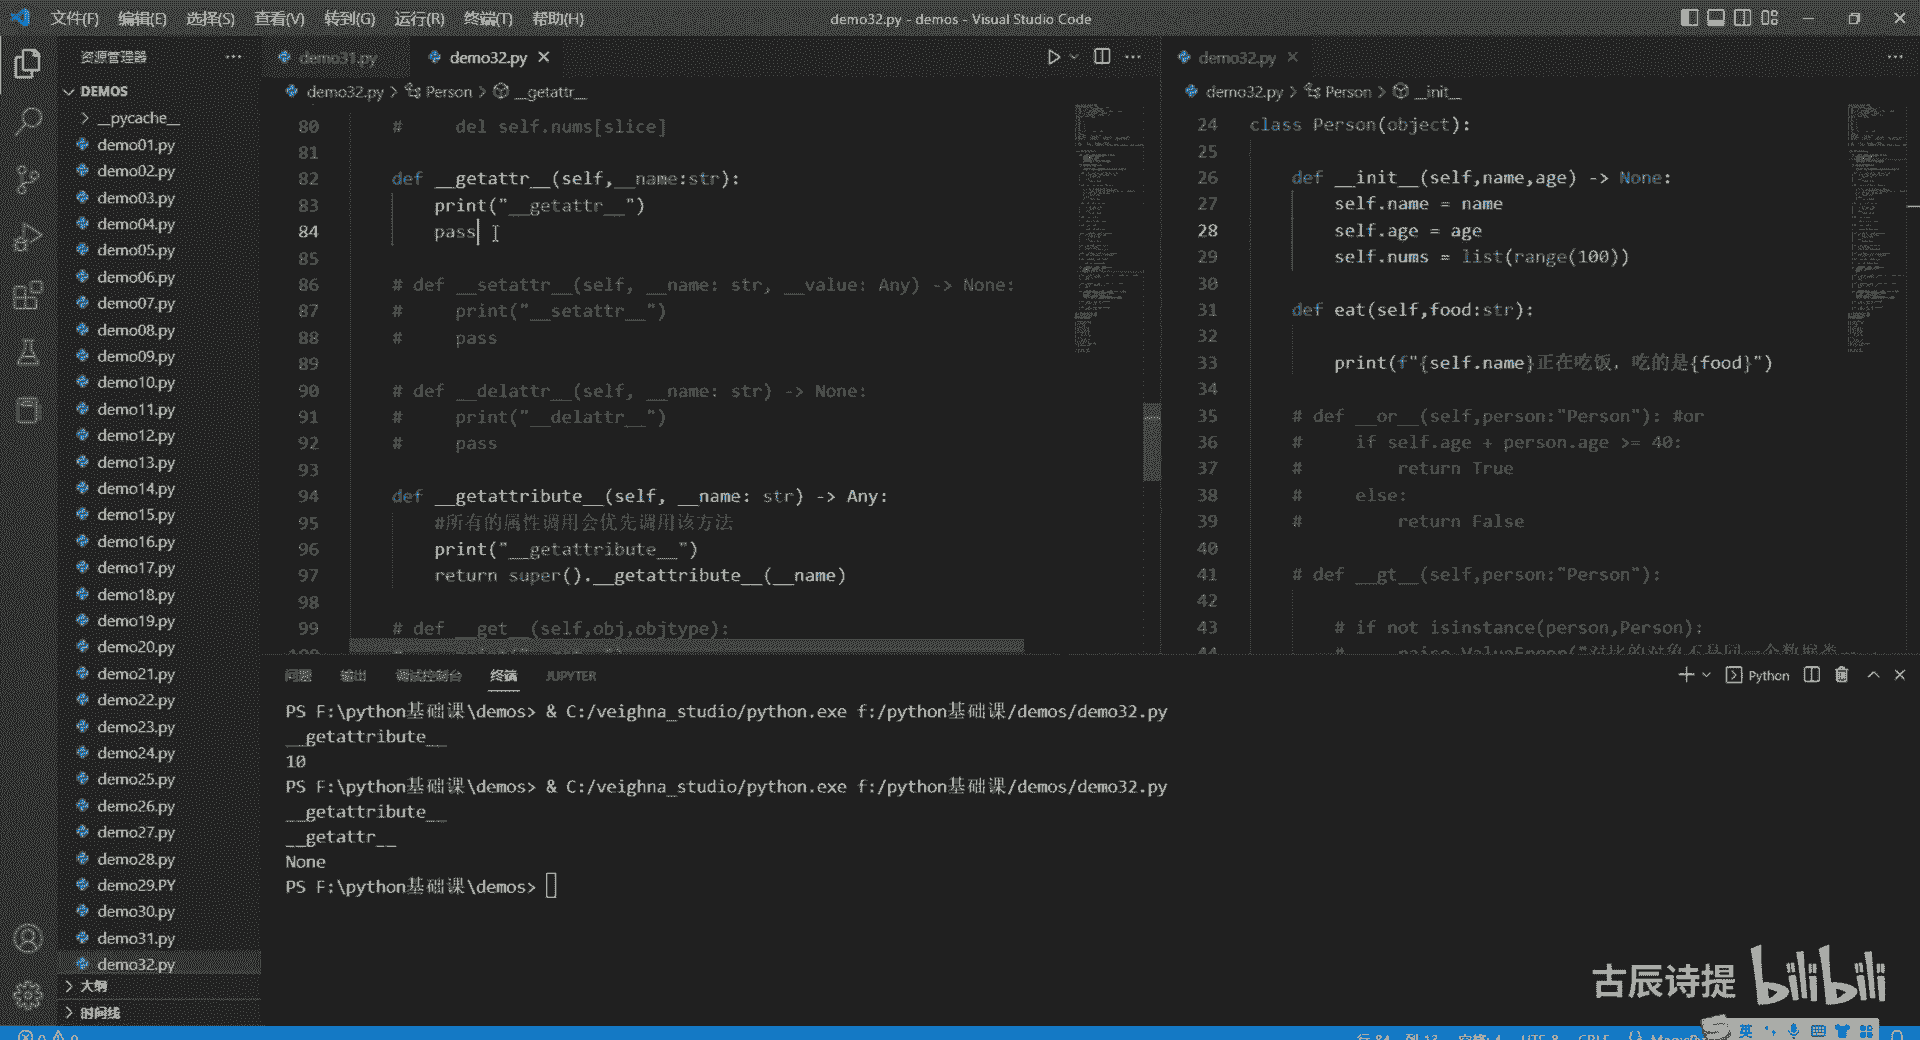 文件(F) 编辑(E) 选择(S) 查看(V) 转到(G) 运行(R) 终端(T) 帮助(H) demo32.py - demos - Visual Studio Code
资源管理器
DEMOS
__pycache__
demo01.py
demo02.py
demo03.py
demo04.py
demo05.py
demo06.py
demo07.py
demo08.py
demo09.py
demo10.py
demo11.py
demo12.py
demo13.py
demo14.py
demo15.py
demo16.py
demo17.py
demo18.py
demo19.py
demo20.py
demo21.py
demo22.py
demo23.py
demo24.py
demo25.py
demo26.py
demo27.py
demo28.py
demo29.PY
demo30.py
demo31.py
demo32.py
大纲
时间线
demo31.py demo32.py
demo32.py > Person > __getattr__
80 # del self.nums[slice]
81
82 def __getattr__(self,__name:str):
83 print("__getattr__")
84 pass
85
86 # def __setattr__(self, __name: str, __value: Any) -> None:
87 # print("__setattr__")
88 # pass
89
90 # def __delattr__(self, __name: str) -> None:
91 # print("__delattr__")
92 # pass
93
94 def __getattribute__(self, __name: str) -> Any:
95 #所有的属性调用会优先调用该方法
96 print("__getattribute__")
97 return super().__getattribute__(__name)
98
99 # def __get__(self,obj,objtype):
demo32.py
demo32.py > Person > __init__
24 class Person(object):
25
26 def __init__(self,name,age) -> None:
27 self.name = name
28 self.age = age
29 self.nums = list(range(100))
30
31 def eat(self,food:str):
32
33 print(f"{self.name}正在吃饭，吃的是{food}")
34
35 # def __or__(self,person:"Person"): #or
36 # if self.age + person.age >= 40:
37 # return True
38 # else:
39 # return False
40
41 # def __gt__(self,person:"Person"):
42
43 # if not isinstance(person,Person):
44 # raise ValueError("对比的对象不是同一个数据类
问题 输出 调试控制台 终端 JUPYTER
Python
PS F:\python基础课\demos> & C:/veighna_studio/python.exe f:/python基础课/demos/demo32.py
__getattribute__
10
PS F:\python基础课\demos> & C:/veighna_studio/python.exe f:/python基础课/demos/demo32.py
__getattribute__
__getattr__
None
PS F:\python基础课\demos>
古辰诗提 bilibili
英